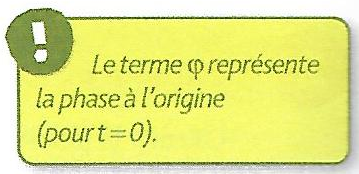 !
Le terme φ représente
la phase à l'origine
(pour t = 0).